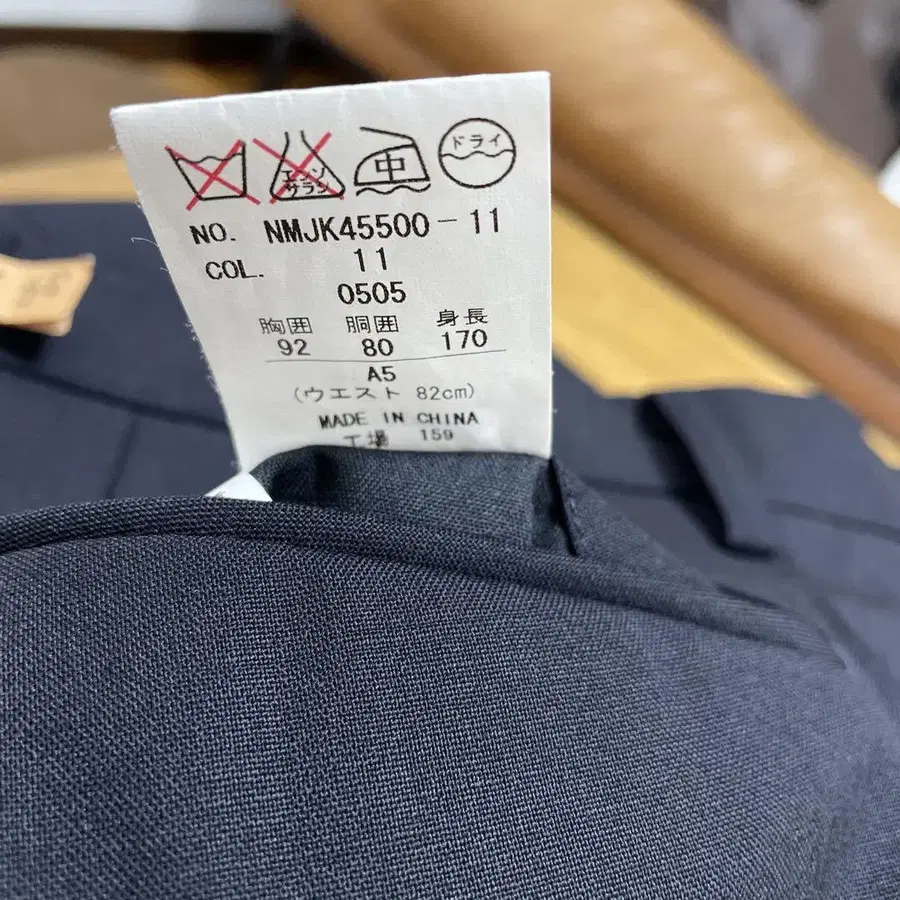 エンソ
サラシ
中
ドライ
NO. NMJK45500-11
COL. 11
0505
胸囲 胴囲 身長
92 80 170
A5
(ウエスト 82cm)
MADE IN CHINA
工場 159